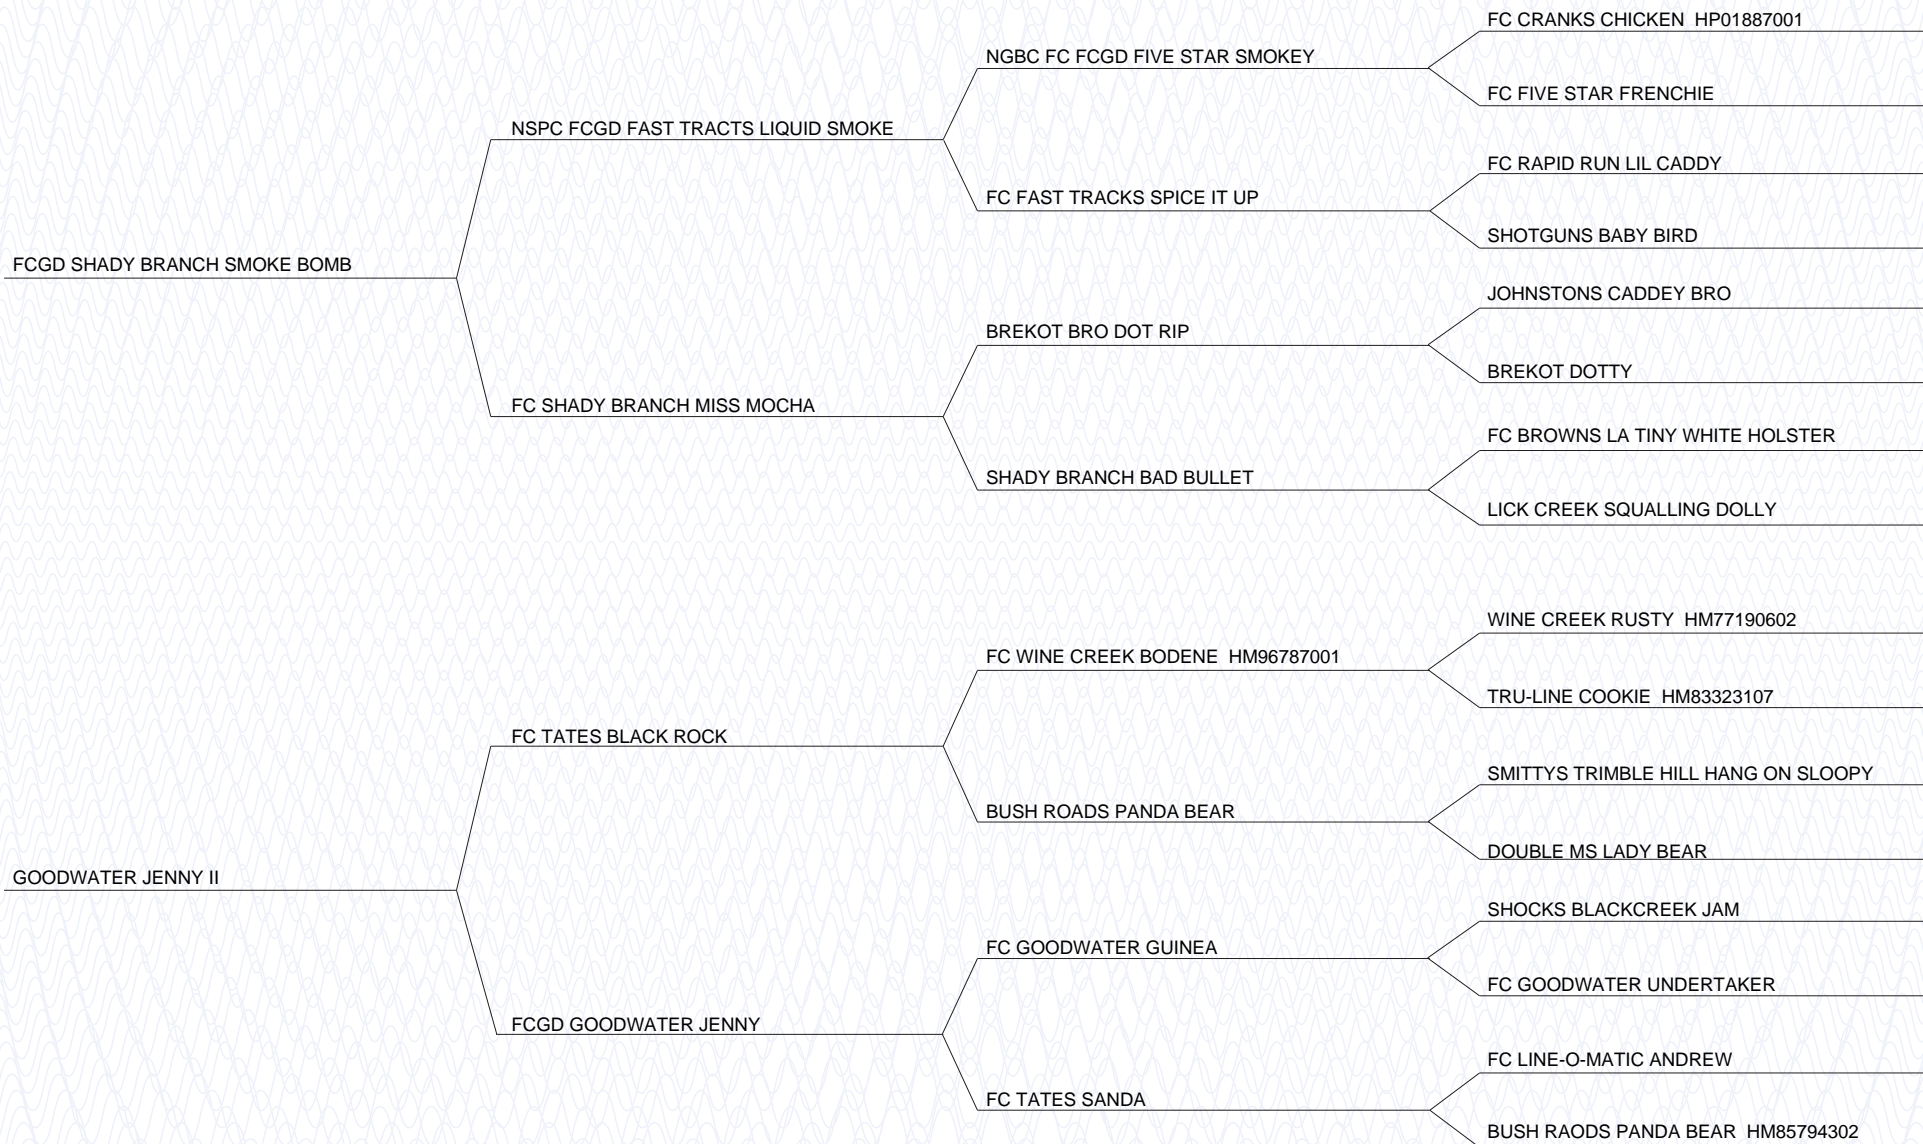 FC CRANKS CHICKEN HP01887001
NGBC FC FCGD FIVE STAR SMOKEY
FC FIVE STAR FRENCHIE
NSPC FCGD FAST TRACTS LIQUID SMOKE
FC RAPID RUN LIL CADDY
FC FAST TRACKS SPICE IT UP
SHOTGUNS BABY BIRD
FCGD SHADY BRANCH SMOKE BOMB
JOHNSTONS CADDEY BRO
BREKOT BRO DOT RIP
BREKOT DOTTY
FC SHADY BRANCH MISS MOCHA
FC BROWNS LA TINY WHITE HOLSTER
SHADY BRANCH BAD BULLET
LICK CREEK SQUALLING DOLLY
WINE CREEK RUSTY HM77190602
FC WINE CREEK BODENE HM96787001
TRU-LINE COOKIE HM83323107
FC TATES BLACK ROCK
SMITTYS TRIMBLE HILL HANG ON SLOOPY
BUSH ROADS PANDA BEAR
DOUBLE MS LADY BEAR
GOODWATER JENNY II
SHOCKS BLACKCREEK JAM
FC GOODWATER GUINEA
FC GOODWATER UNDERTAKER
FCGD GOODWATER JENNY
FC LINE-O-MATIC ANDREW
FC TATES SANDA
BUSH RAODS PANDA BEAR HM85794302